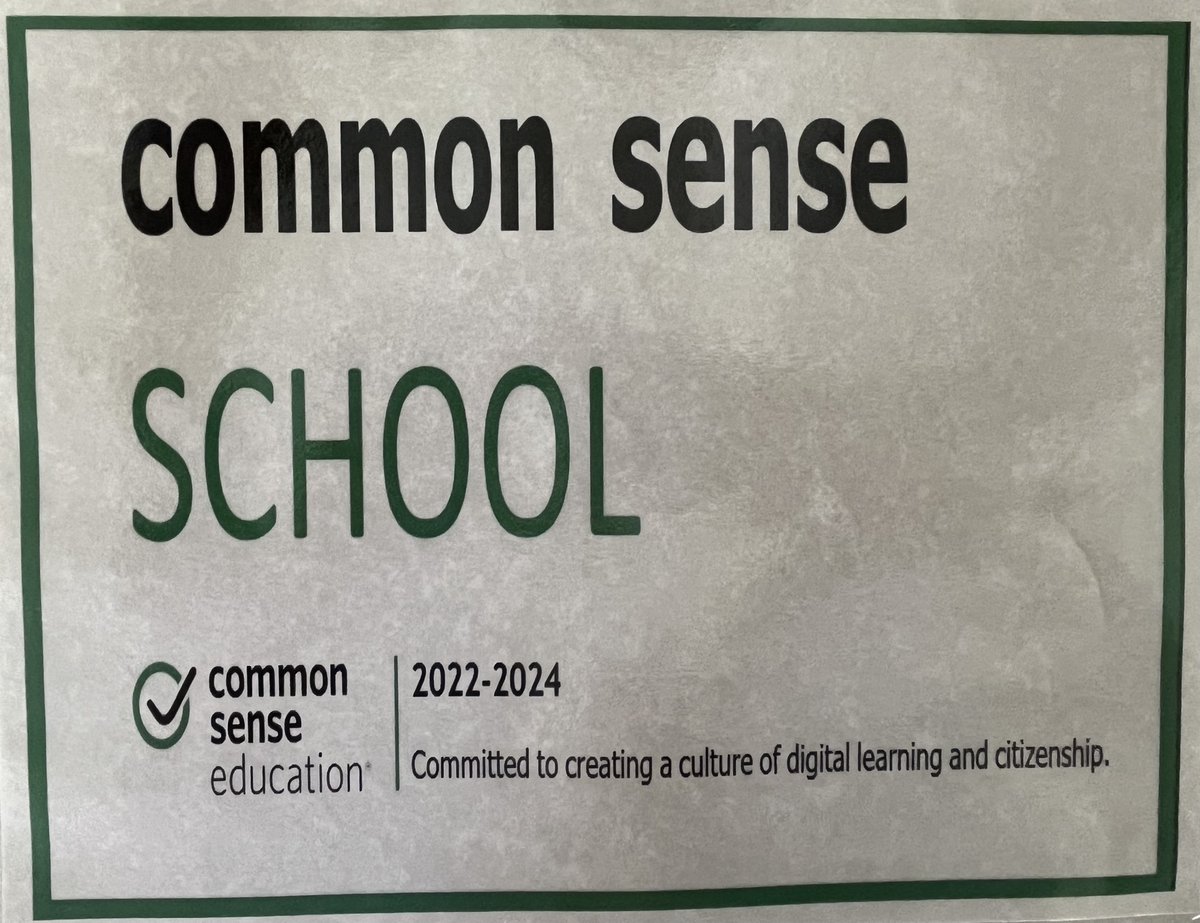 common sense
SCHOOL
common
sense
education®
2022-2024
Committed to creating a culture of digital learning and citizenship.